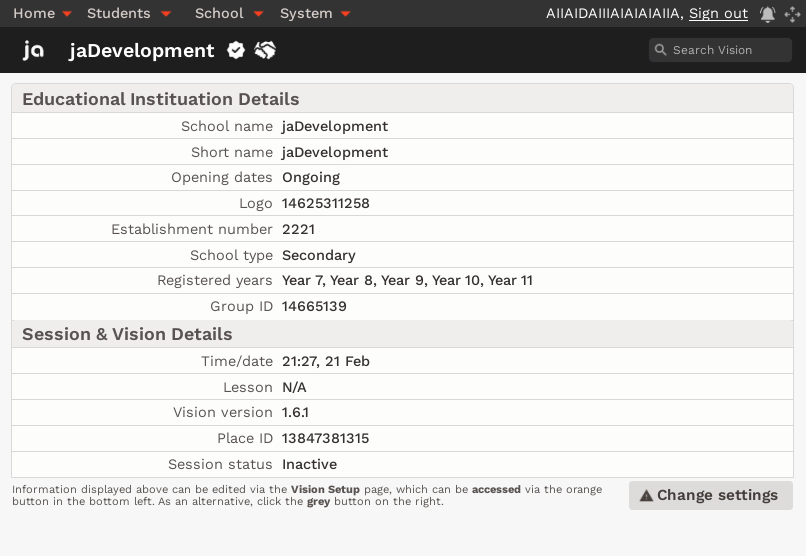 Home Students School System AIIAIDAIIIAIAIAIAIIA, Sign out
ja jaDevelopment Search Vision
Educational Instituation Details
School name jaDevelopment
Short name jaDevelopment
Opening dates Ongoing
Logo 14625311258
Establishment number 2221
School type Secondary
Registered years Year 7, Year 8, Year 9, Year 10, Year 11
Group ID 14665139
Session & Vision Details
Time/date 21:27, 21 Feb
Lesson N/A
Vision version 1.6.1
Place ID 13847381315
Session status Inactive
Information displayed above can be edited via the Vision Setup page, which can be accessed via the orange
button in the bottom left. As an alternative, click the grey button on the right.
Change settings